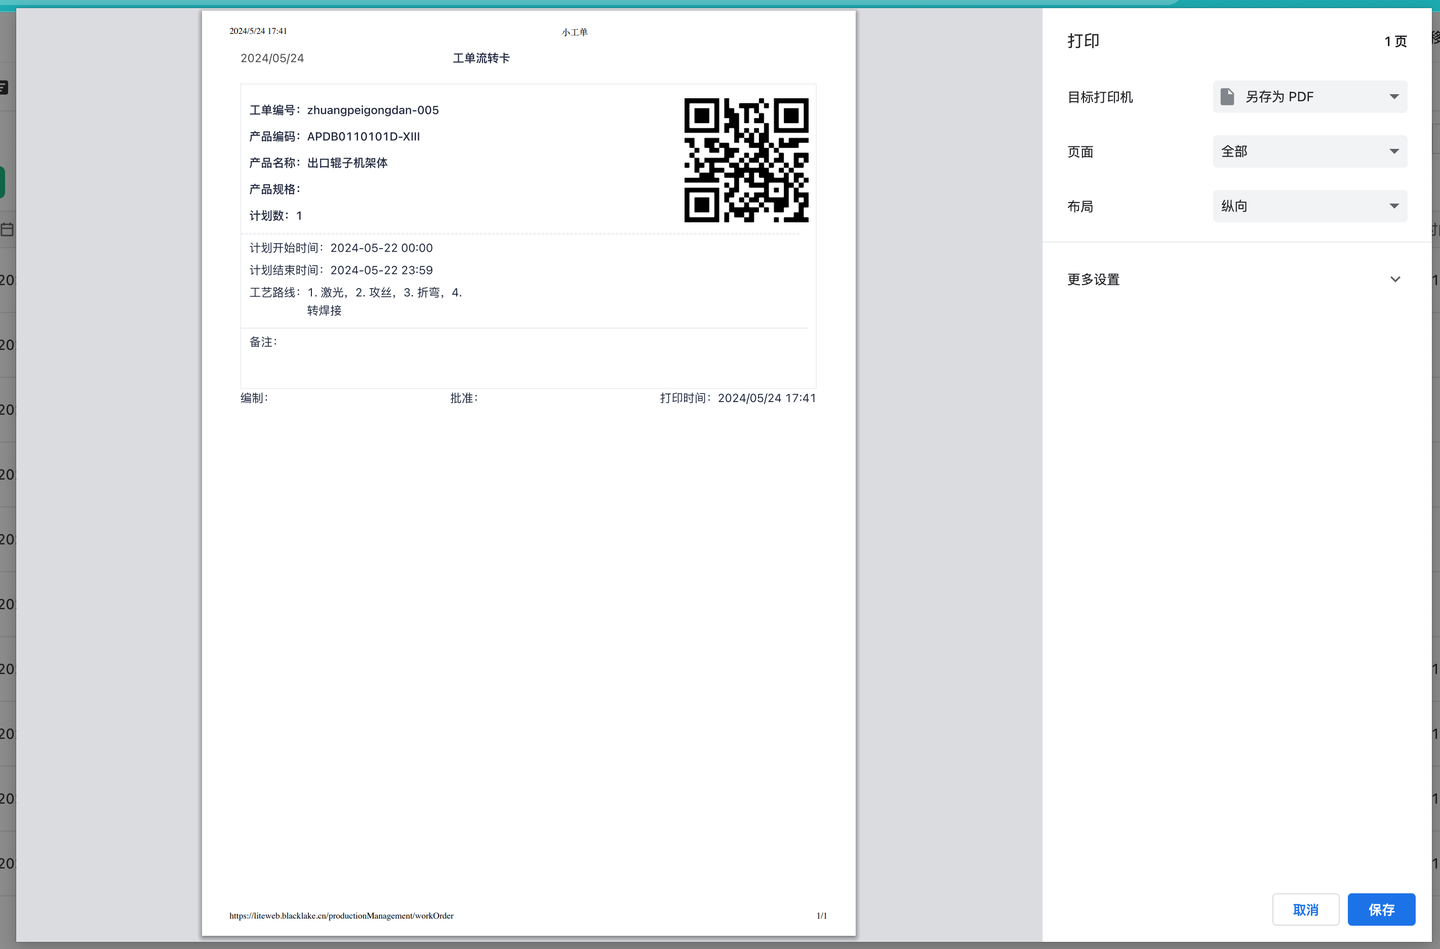 2024/5/24 17:41
小工单
2024/05/24
工单流转卡
工单编号：zhuangpeigongdan-005
产品编码：APDB0110101D-XIII
产品名称：出口辊子机架体
产品规格：
计划数：1
计划开始时间：2024-05-22 00:00
计划结束时间：2024-05-22 23:59
工艺路线：1. 激光，2. 攻丝，3. 折弯，4.
转焊接
备注：
编制：
批准：
打印时间：2024/05/24 17:41
https://liteweb.blacklake.cn/productionManagement/workOrder
1/1
打印
1 页
目标打印机
另存为 PDF
页面
全部
布局
纵向
更多设置
取消
保存